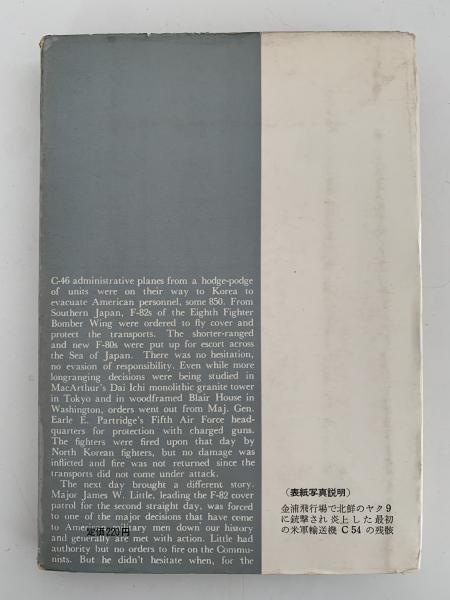 C-46 administrative planes from a hodge-podge
of units were on their way to Korea to
evacuate American personnel, some 850. From
Southern Japan, F-82s of the Eighth Fighter
Bomber Wing were ordered to fly cover and
protect the transports. The shorter-ranged
and new F-80s were put up for escort across
the Sea of Japan. There was no hesitation,
no evasion of responsibility. Even while more
longranging decisions were being studied in
MacArthur's Dai Ichi monolithic granite tower
in Tokyo and in woodframed Blair House in
Washington, orders went out from Maj. Gen.
Earle E. Partridge's Fifth Air Force head-
quarters for protection with charged guns.
The fighters were fired upon that day by
North Korean fighters, but no damage was
inflicted and fire was not returned since the
transports did not come under attack.
The next day brought a different story.
Major James W. Little, leading the F-82 cover
patrol for the second straight day, was forced
to one of the major decisions that have come
to American military men down our history
and generally are met with action. Little had
authority but no orders to fire on the Commu-
nists. But he didn't hesitate when, for the
定価220円
(表紙写真説明)
金浦飛行場で北鮮のヤク9
に銃撃され炎上した最初
の米軍輸送機C54の残骸